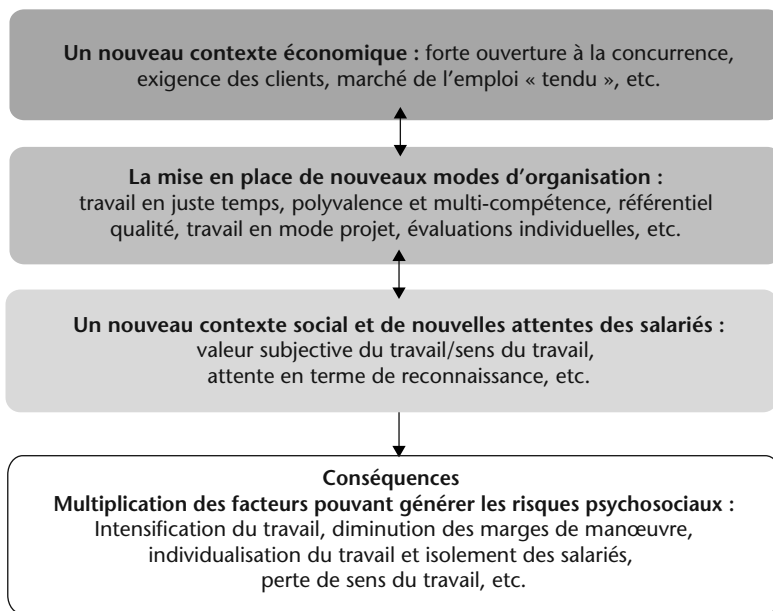 Un nouveau contexte économique : forte ouverture à la concurrence,
exigence des clients, marché de l'emploi « tendu », etc.
La mise en place de nouveaux modes d'organisation :
travail en juste temps, polyvalence et multi-compétence, référentiel
qualité, travail en mode projet, évaluations individuelles, etc.
Un nouveau contexte social et de nouvelles attentes des salariés :
valeur subjective du travail/sens du travail,
attente en terme de reconnaissance, etc.
Conséquences
Multiplication des facteurs pouvant générer les risques psychosociaux :
Intensification du travail, diminution des marges de manœuvre,
individualisation du travail et isolement des salariés,
perte de sens du travail, etc.